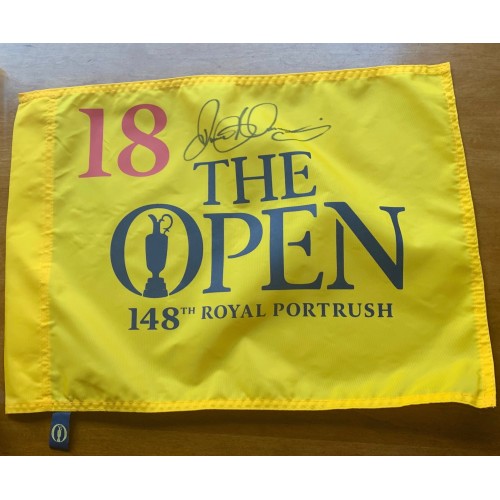 18
THE
OPEN
148TH ROYAL PORTRUSH